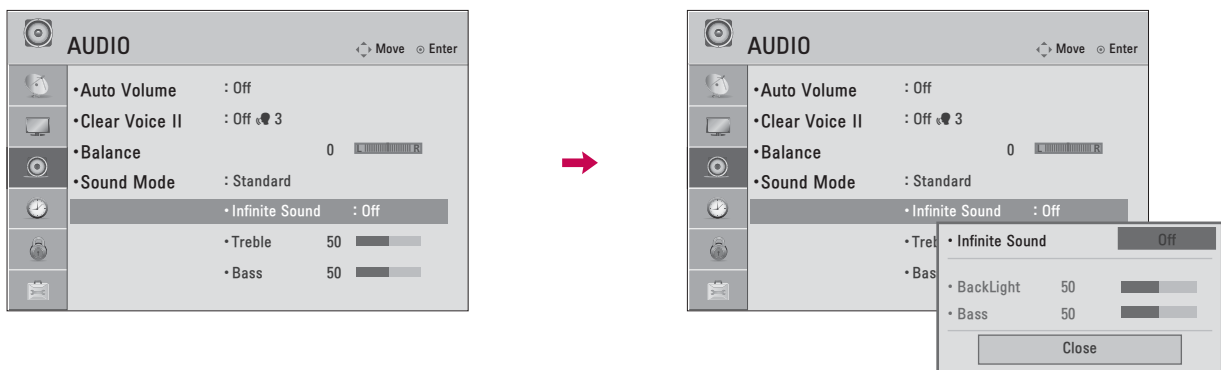 AUDIO Move Enter
•Auto Volume : Off
•Clear Voice II : Off 3
•Balance 0 L R
•Sound Mode : Standard
• Infinite Sound : Off
• Treble 50
• Bass 50
AUDIO Move Enter
•Auto Volume : Off
•Clear Voice II : Off 3
•Balance 0 L R
•Sound Mode : Standard
• Infinite Sound : Off
• Treb
• Bas
• Infinite Sound Off
• BackLight 50
• Bass 50
Close